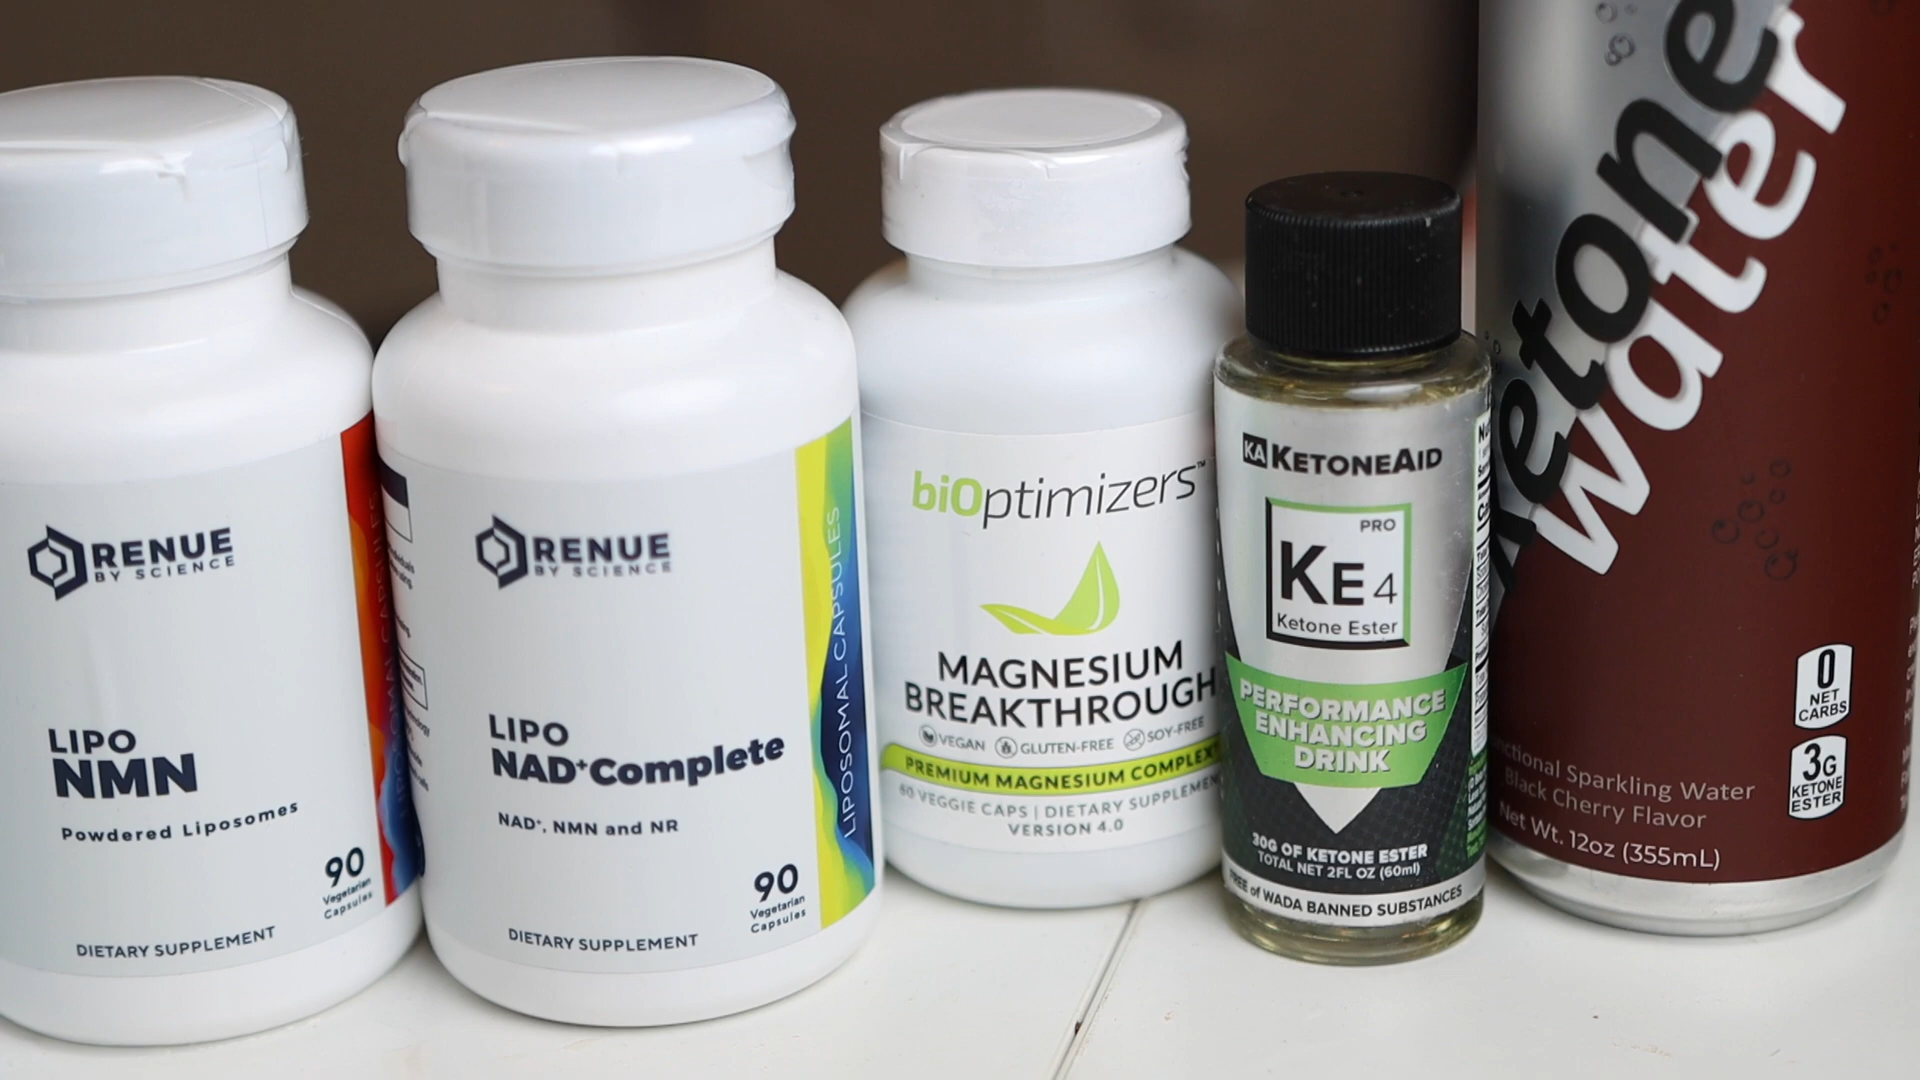 RENUE
BY SCIENCE
LIPO
NMN
Powdered Liposomes
90
Vegetarian
Capsules
DIETARY SUPPLEMENT
RENUE
BY SCIENCE
LIPO
NAD+Complete
NAD+, NMN and NR
90
Vegetarian
Capsules
DIETARY SUPPLEMENT
LIPOSOMAL CAPSULES
biOptimizers™
MAGNESIUM
BREAKTHROUGH
VEGAN GLUTEN-FREE SOY-FREE
PREMIUM MAGNESIUM COMPLEX
VEGGIE CAPS | DIETARY SUPPLEMEN
VERSION 4.0
KA KETONEAID
PRO
KE4
Ketone Ester
PERFORMANCE
ENHANCING
DRINK
30G OF KETONE ESTER
TOTAL NET 2FL OZ (60ml)
FREE of WADA BANNED SUBSTANCES
Ketone
water
0
NET
CARBS
3G
KETONE
ESTER
Sparkling Water
Black Cherry Flavor
Net Wt. 12oz (355mL)